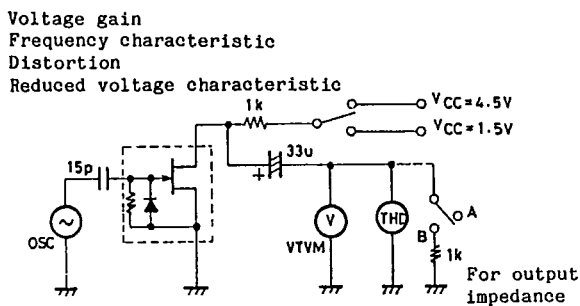 Voltage gain
Frequency characteristic
Distortion
Reduced voltage characteristic
1k
VCC=4.5V
VCC=1.5V
15p
33u
+
OSC
V
VTVM
THD
A
B
1k
For output
impedance